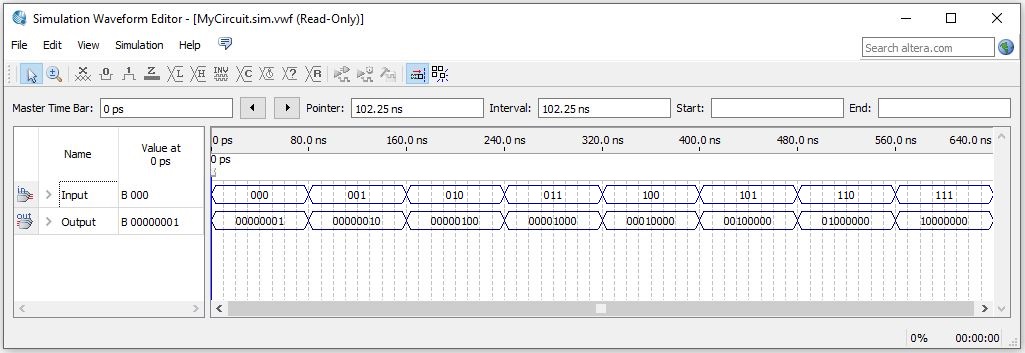 Simulation Waveform Editor - [MyCircuit.sim.vwf (Read-Only)]
File Edit View Simulation Help
Search altera.com
Master Time Bar: 0 ps Pointer: 102.25 ns Interval: 102.25 ns Start: End:
Name Value at 0 ps
0 ps 80.0 ns 160.0 ns 240.0 ns 320.0 ns 400.0 ns 480.0 ns 560.0 ns 640.0 ns
0 ps
in Input B 000 000 001 010 011 100 101 110 111
out Output B 00000001 00000001 00000010 00000100 00001000 00010000 00100000 01000000 10000000
0% 00:00:00